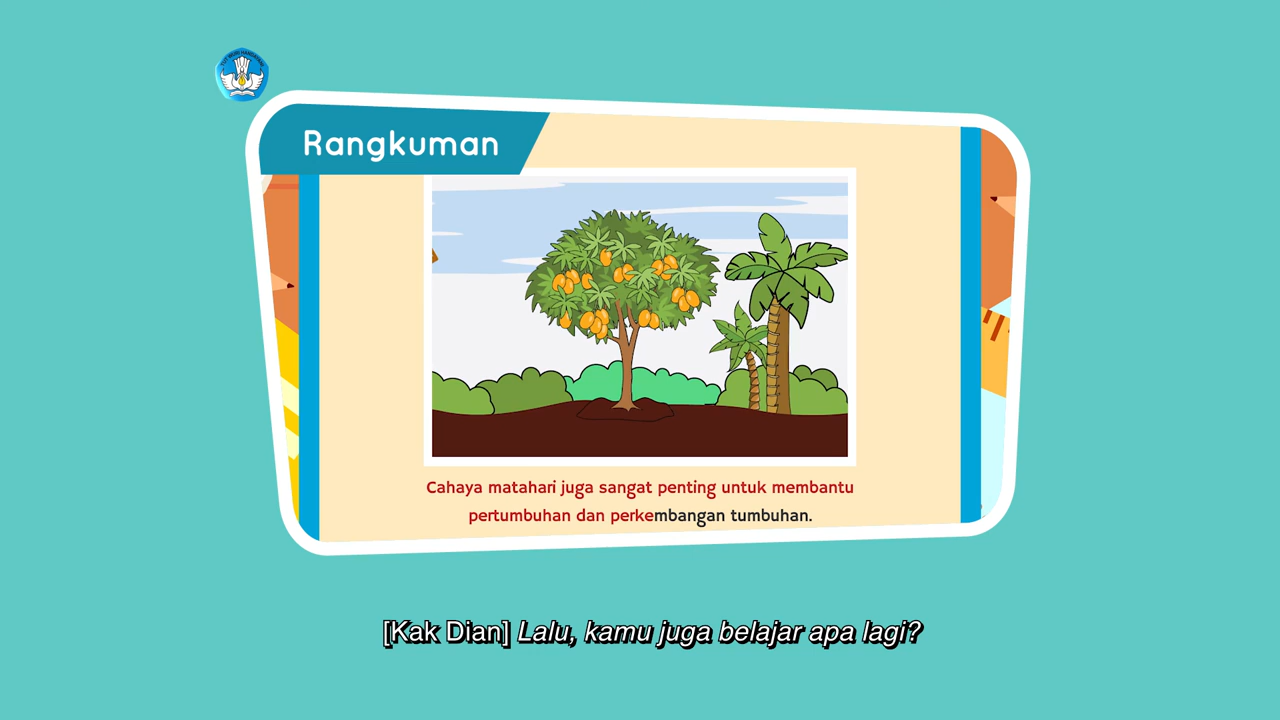 Rangkuman
Cahaya matahari juga sangat penting untuk membantu
pertumbuhan dan perkembangan tumbuhan.
[Kak Dian] Lalu, kamu juga belajar apa lagi?